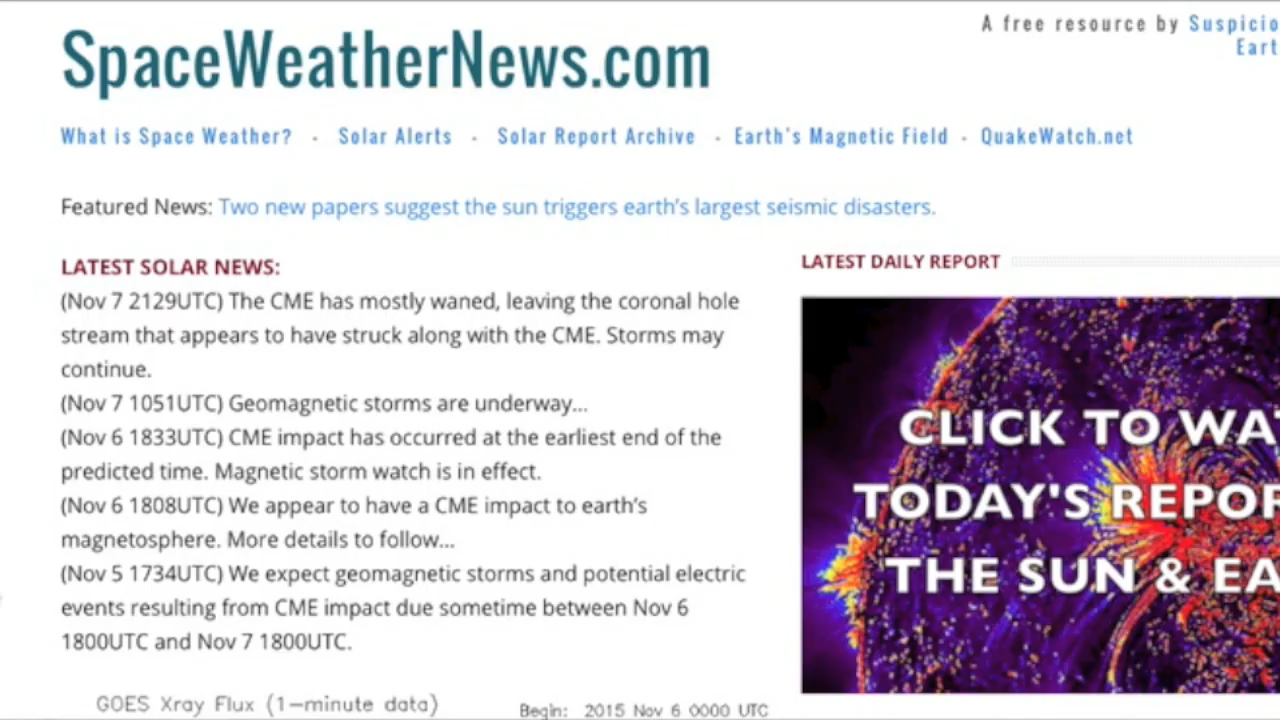 A free resource by
SpaceWeatherNews.com
What is Space Weather? - Solar Alerts - Solar Report Archive - Earth's Magnetic Field - QuakeWatch.net
Featured News: Two new papers suggest the sun triggers earth's largest seismic disasters.
LATEST SOLAR NEWS:
(Nov 7 2129UTC) The CME has mostly waned, leaving the coronal hole
stream that appears to have struck along with the CME. Storms may
continue.
(Nov 7 1051UTC) Geomagnetic storms are underway...
(Nov 6 1833UTC) CME impact has occurred at the earliest end of the
predicted time. Magnetic storm watch is in effect.
(Nov 6 1808UTC) We appear to have a CME impact to earth's
magnetosphere. More details to follow...
(Nov 5 1734UTC) We expect geomagnetic storms and potential electric
events resulting from CME impact due sometime between Nov 6
1800UTC and Nov 7 1800UTC.
GOES Xray Flux (1-minute data)
Begin: 2015 Nov 6 0000 UTC
LATEST DAILY REPORT
CLICK TO
TODAY'S
THE SUN &